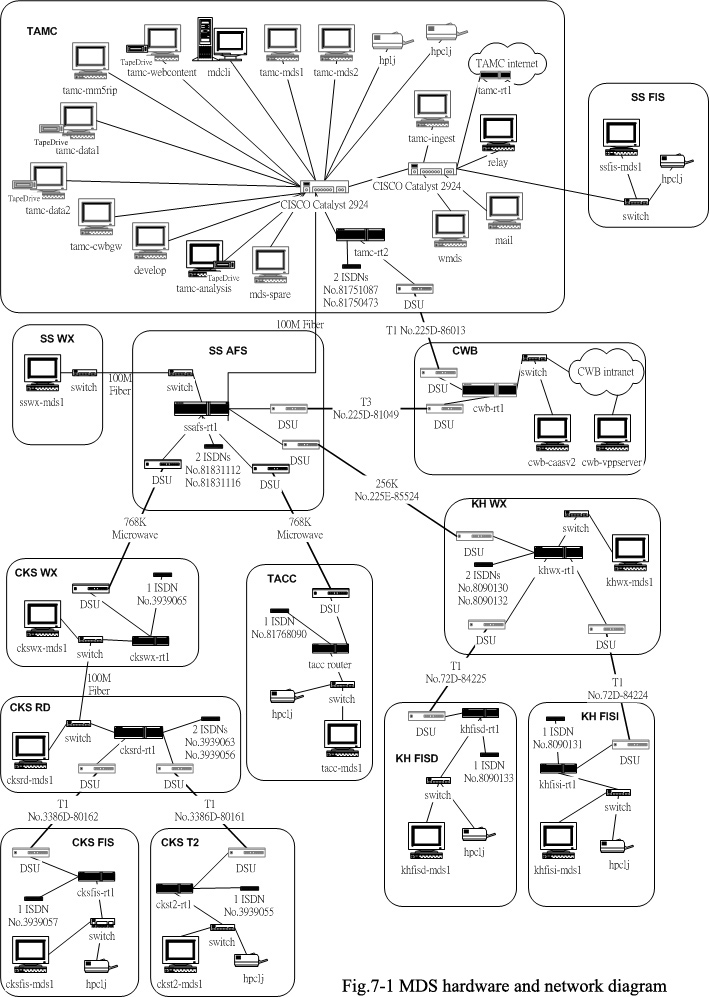 TAMC
TapeDrive
tamc-webcontent
mdcli
tamc-mds1
tamc-mds2
hplj
hpclj
TAMC internet
tamc-rt1
tamc-mm5rip
TapeDrive
tamc-data1
tamc-ingest
relay
TapeDrive
tamc-data2
CISCO Catalyst 2924
CISCO Catalyst 2924
tamc-cwbgw
develop
TapeDrive
tamc-analysis
mds-spare
tamc-rt2
2 ISDNs
No.81751087
No.81750473
DSU
wmds
mail
SS FIS
ssfis-mds1
hpclj
switch
100M Fiber
T1 No.225D-86013
SS WX
sswx-mds1
switch
100M
Fiber
SS AFS
switch
ssafs-rt1
DSU
DSU
2 ISDNs
No.81831112
No.81831116
DSU
DSU
T3
No.225D-81049
CWB
DSU
DSU
cwb-rt1
switch
CWB intranet
cwb-caasv2
cwb-vppserver
256K
No.225E-85524
768K
Microwave
768K
Microwave
KH WX
DSU
switch
khwx-rt1
khwx-mds1
2 ISDNs
No.8090130
No.8090132
DSU
DSU
CKS WX
DSU
1 ISDN
No.3939065
ckswx-mds1
switch
ckswx-rt1
100M
Fiber
TACC
DSU
1 ISDN
No.81768090
tacc router
switch
hpclj
tacc-mds1
T1
No.72D-84225
T1
No.72D-84224
CKS RD
switch
cksrd-rt1
2 ISDNs
No.3939063
No.3939056
cksrd-mds1
DSU
DSU
T1
No.3386D-80162
T1
No.3386D-80161
KH FISD
DSU
khfisd-rt1
1 ISDN
No.8090133
switch
khfisd-mds1
hpclj
KH FISI
1 ISDN
No.8090131
DSU
khfisi-rt1
switch
khfisi-mds1
hpclj
CKS FIS
DSU
cksfis-rt1
1 ISDN
No.3939057
switch
cksfis-mds1
hpclj
CKS T2
DSU
ckst2-rt1
1 ISDN
No.3939055
switch
ckst2-mds1
hpclj
Fig.7-1 MDS hardware and network diagram